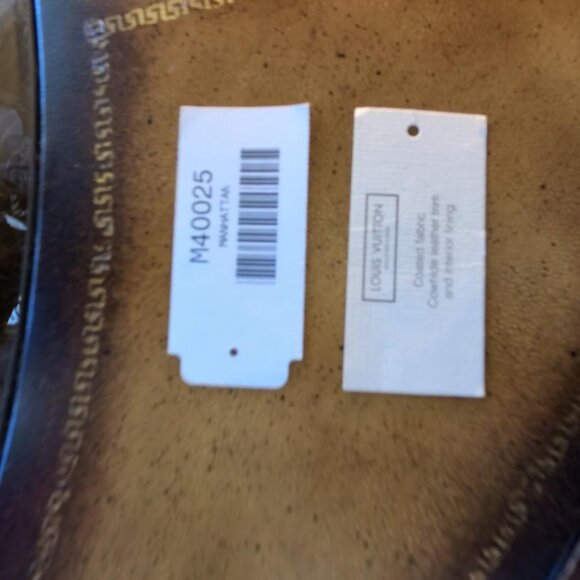 M40025
MANHATTAN
LOUIS VUITTON
Coated fabric
Cowhide leather trim
and interior lining